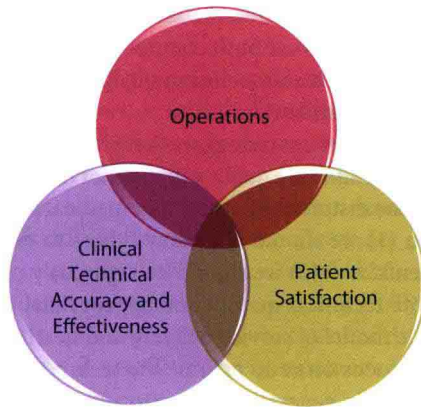 Operations
Clinical
Technical
Accuracy and
Effectiveness
Patient
Satisfaction